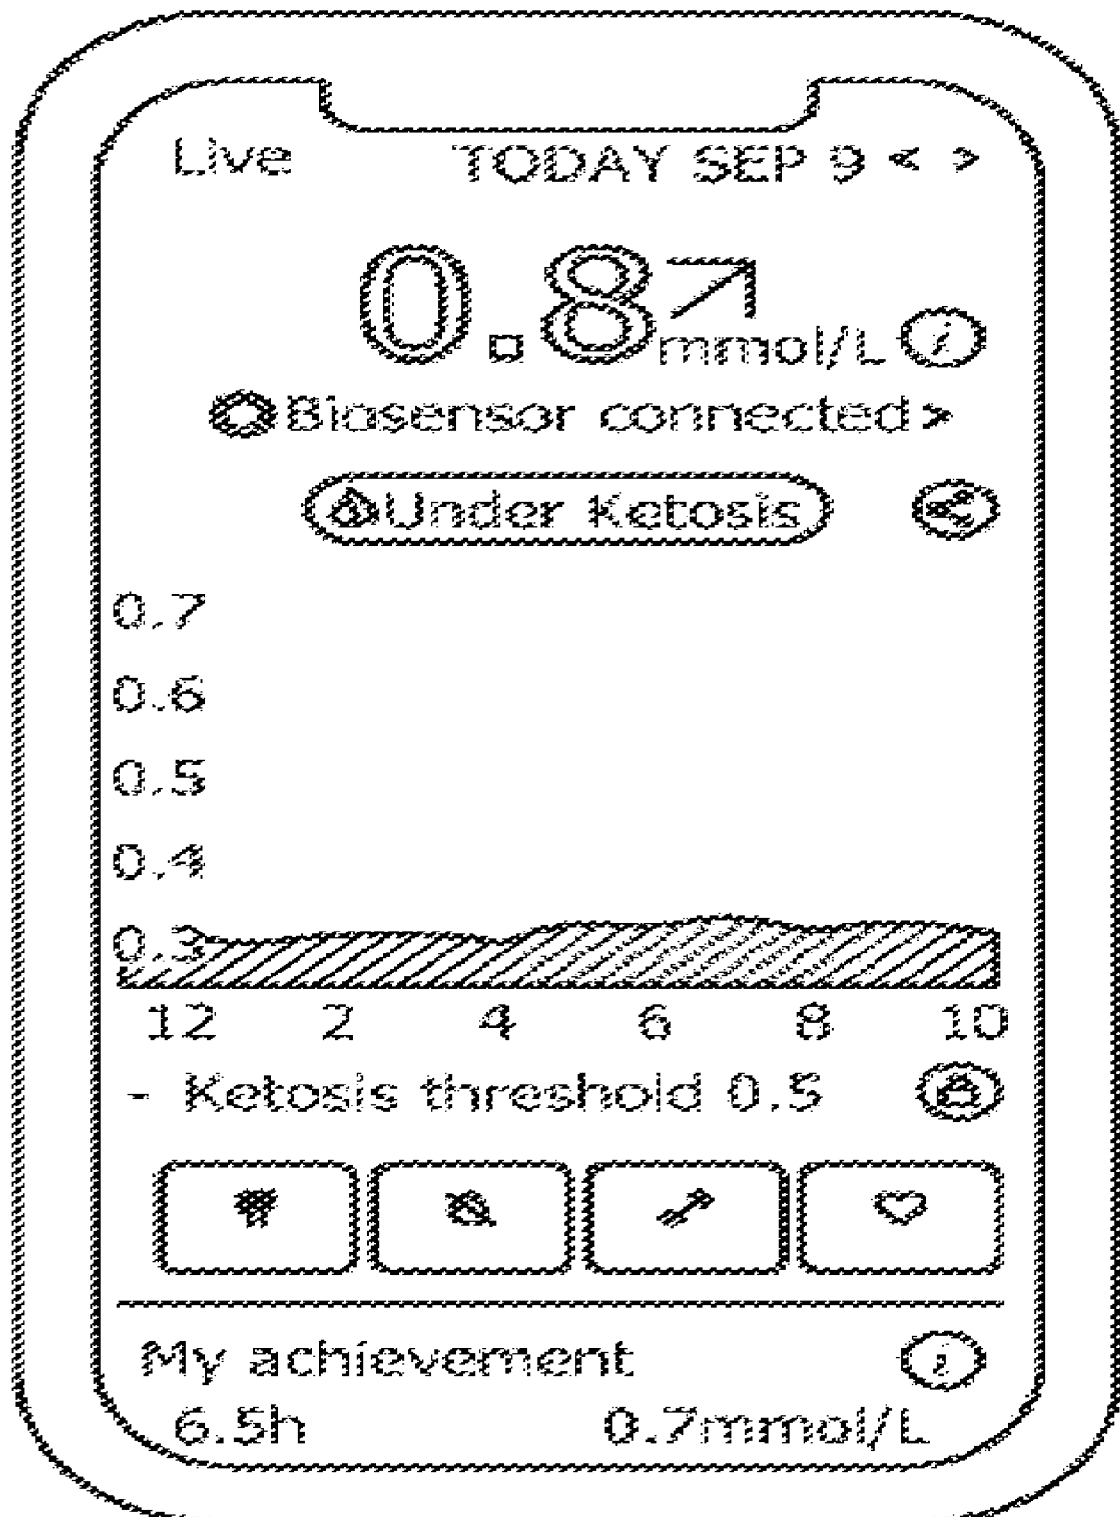 Live TODAY SEP 9 < >
0.8 mmol/L i
Biosensor connected >
Under Ketosis
0.7
0.6
0.5
0.4
0.3
12 2 4 6 8 10
- Ketosis threshold 0.5
My achievement i
6.5h 0.7mmol/L